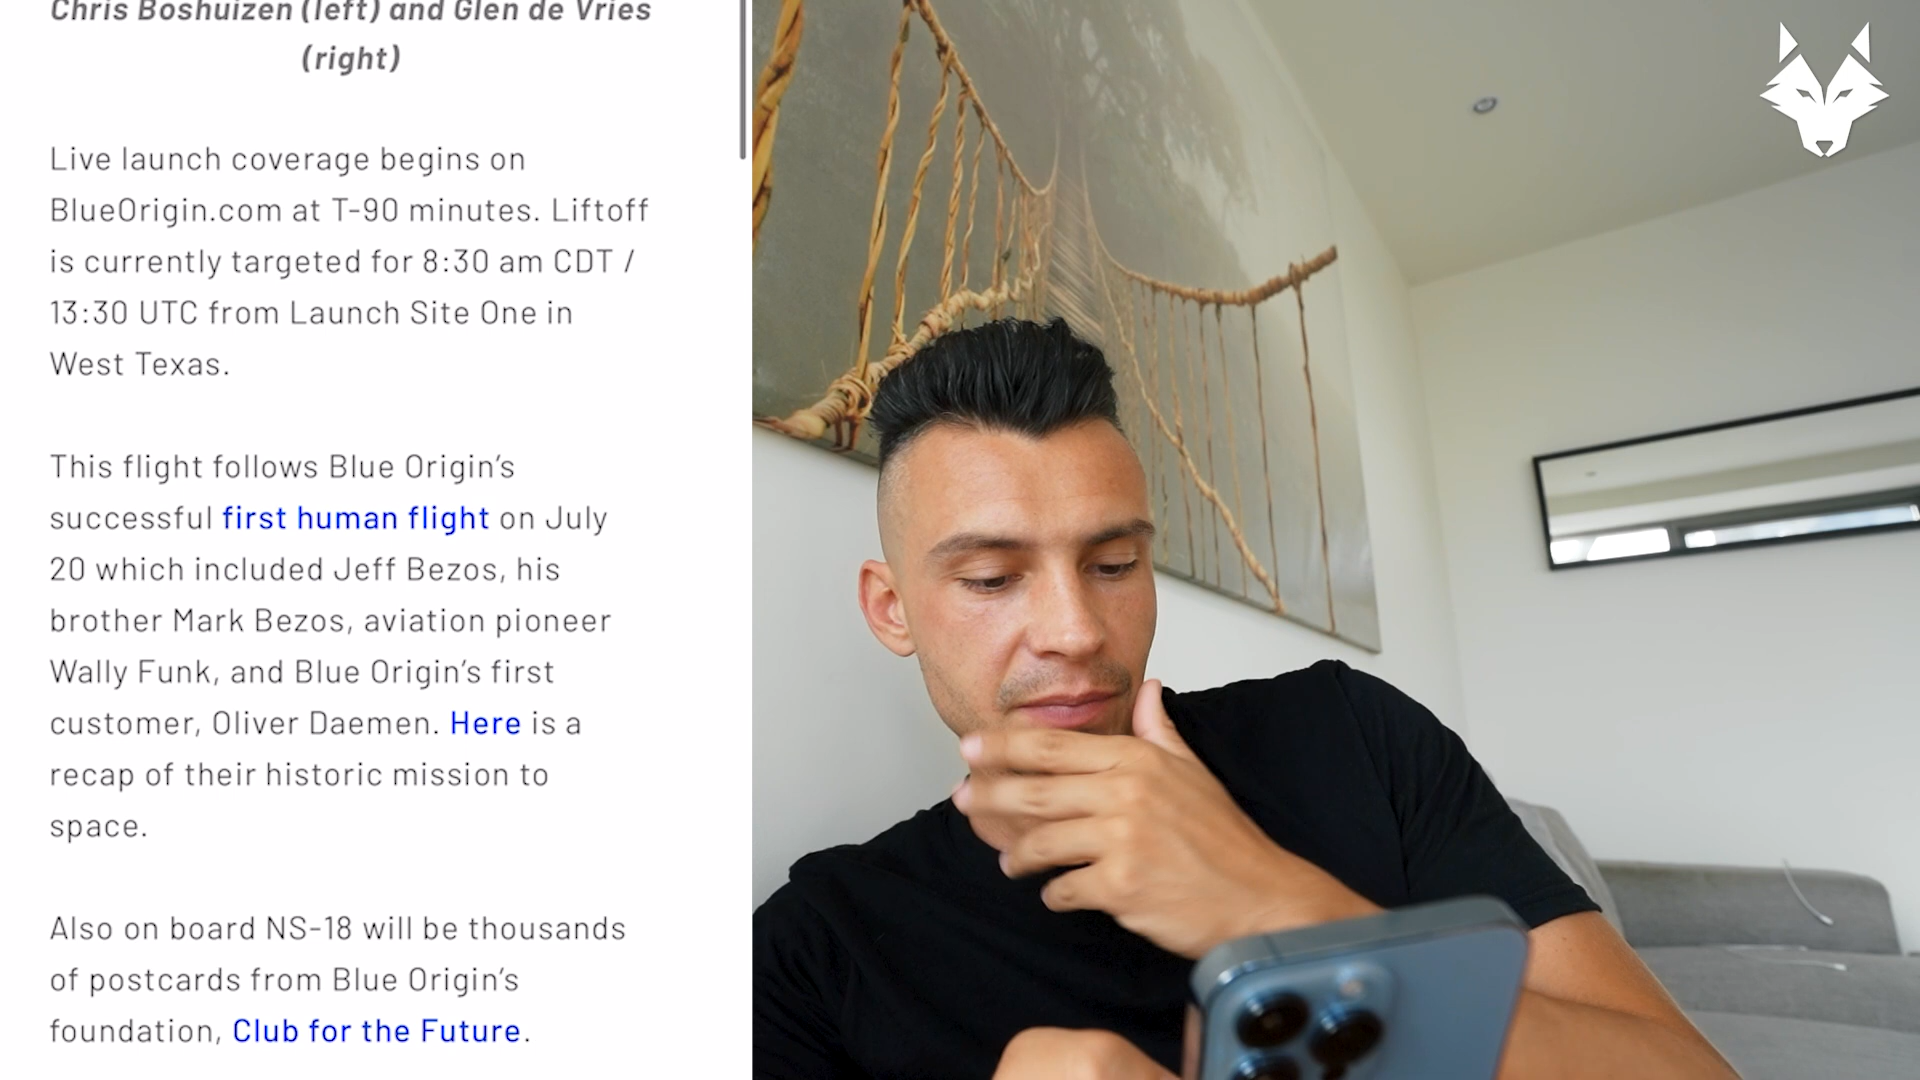 Chris Boshuizen (left) and Glen de Vries
(right)
Live launch coverage begins on
BlueOrigin.com at T-90 minutes. Liftoff
is currently targeted for 8:30 am CDT /
13:30 UTC from Launch Site One in
West Texas.
This flight follows Blue Origin’s
successful first human flight on July
20 which included Jeff Bezos, his
brother Mark Bezos, aviation pioneer
Wally Funk, and Blue Origin’s first
customer, Oliver Daemen. Here is a
recap of their historic mission to
space.
Also on board NS-18 will be thousands
of postcards from Blue Origin’s
foundation, Club for the Future.